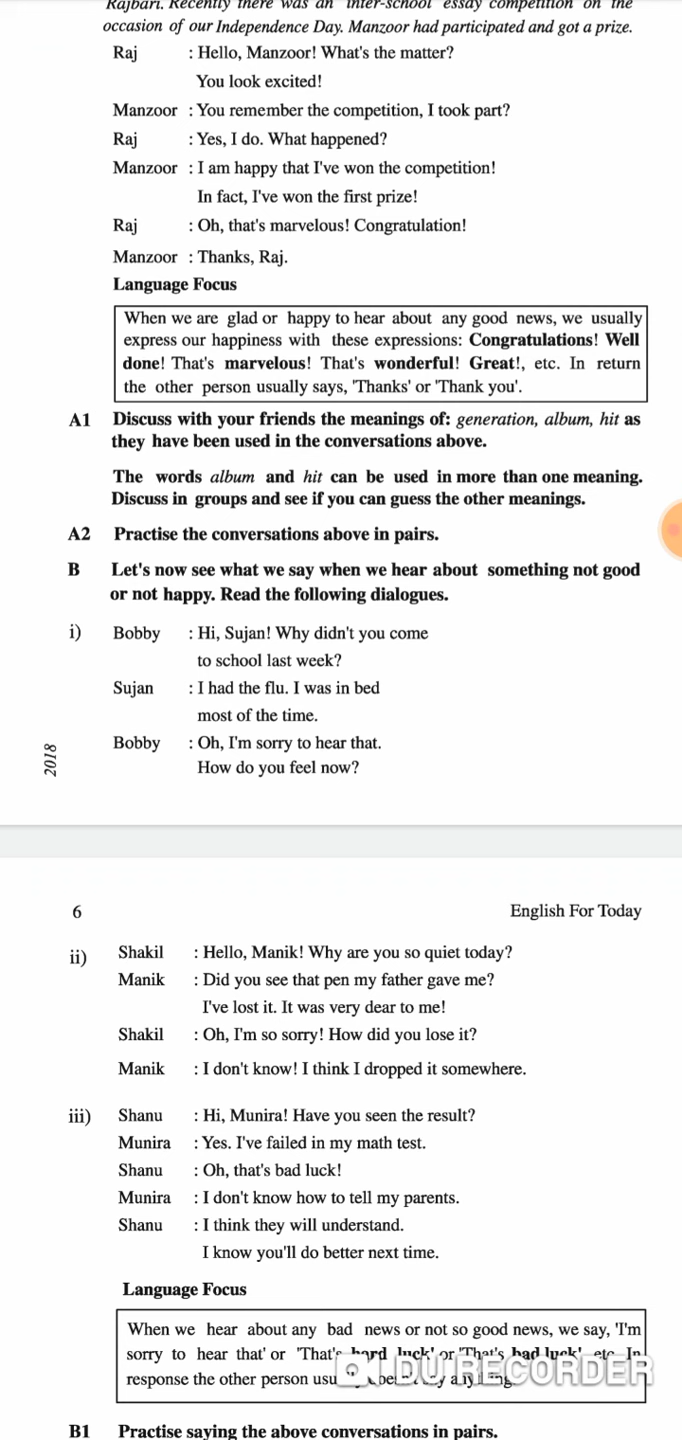 Rajbari. Recently there was an inter-school essay competition on the
occasion of our Independence Day. Manzoor had participated and got a prize.
Raj : Hello, Manzoor! What's the matter?
You look excited!
Manzoor : You remember the competition, I took part?
Raj : Yes, I do. What happened?
Manzoor : I am happy that I've won the competition!
In fact, I've won the first prize!
Raj : Oh, that's marvelous! Congratulation!
Manzoor : Thanks, Raj.
Language Focus
When we are glad or happy to hear about any good news, we usually
express our happiness with these expressions: Congratulations! Well
done! That's marvelous! That's wonderful! Great!, etc. In return
the other person usually says, 'Thanks' or 'Thank you'.
A1 Discuss with your friends the meanings of: generation, album, hit as
they have been used in the conversations above.
The words album and hit can be used in more than one meaning.
Discuss in groups and see if you can guess the other meanings.
A2 Practise the conversations above in pairs.
B Let's now see what we say when we hear about something not good
or not happy. Read the following dialogues.
i) Bobby : Hi, Sujan! Why didn't you come
to school last week?
Sujan : I had the flu. I was in bed
most of the time.
Bobby : Oh, I'm sorry to hear that.
How do you feel now?
2018
6 English For Today
ii) Shakil : Hello, Manik! Why are you so quiet today?
Manik : Did you see that pen my father gave me?
I've lost it. It was very dear to me!
Shakil : Oh, I'm so sorry! How did you lose it?
Manik : I don't know! I think I dropped it somewhere.
iii) Shanu : Hi, Munira! Have you seen the result?
Munira : Yes. I've failed in my math test.
Shanu : Oh, that's bad luck!
Munira : I don't know how to tell my parents.
Shanu : I think they will understand.
I know you'll do better next time.
Language Focus
When we hear about any bad news or not so good news, we say, 'I'm
sorry to hear that' or 'That's hard luck' or 'That's bad luck', etc. In
response the other person
DU RECORDER
B1 Practise saying the above conversations in pairs.